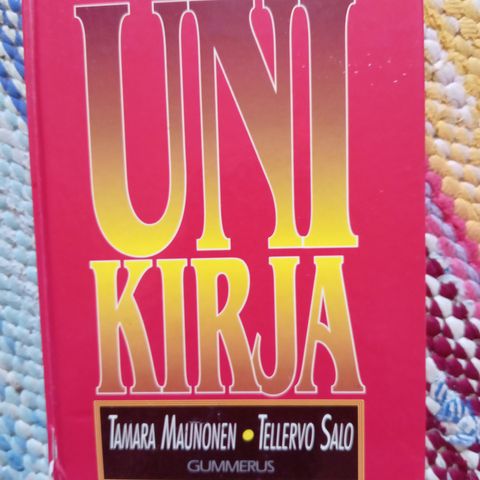 UNI
KIRJA
TAMARA MAUNONEN • TELLERVO SALO
GUMMERUS